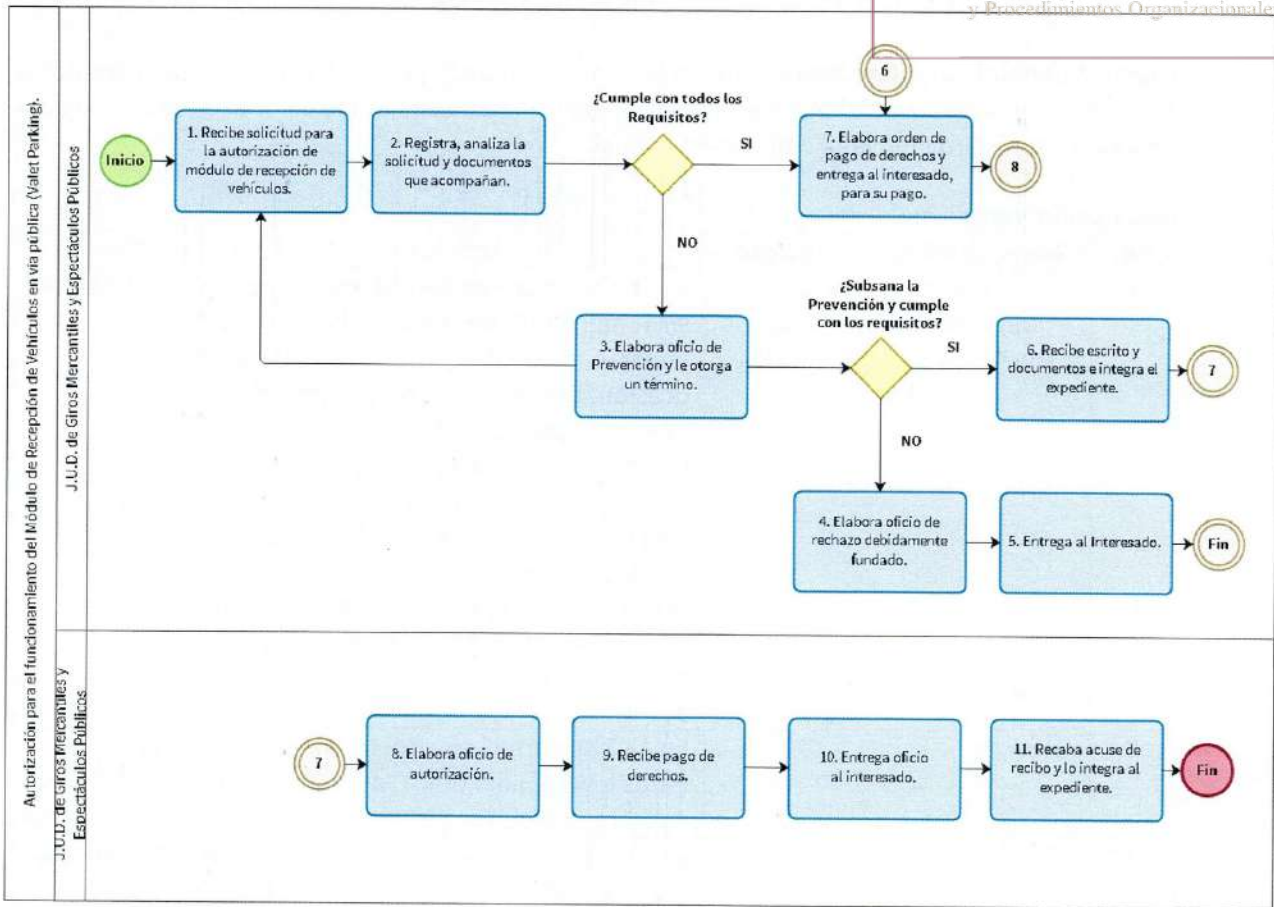 y Procedimientos Organizacionale
Autorización para el funcionamiento del Módulo de Recepción de Vehículos en vía pública (Valet Parking).
J.U.D. de Giros Mercantiles y Espectáculos Públicos
Inicio
1. Recibe solicitud para
la autorización de
módulo de recepción de
vehículos.
2. Registra, analiza la
solicitud y documentos
que acompañan.
¿Cumple con todos los
Requisitos?
SI
6
7. Elabora orden de
pago de derechos y
entrega al interesado,
para su pago.
8
NO
3. Elabora oficio de
Prevención y le otorga
un término.
¿Subsana la
Prevención y cumple
con los requisitos?
SI
6. Recibe escrito y
documentos e integra el
expediente.
7
NO
4. Elabora oficio de
rechazo debidamente
fundado.
5. Entrega al Interesado.
Fin
J.U.D. de Giros Mercantiles y
Espectáculos Públicos
7
8. Elabora oficio de
autorización.
9. Recibe pago de
derechos.
10. Entrega oficio
al interesado.
11. Recaba acuse de
recibo y lo integra al
expediente.
Fin